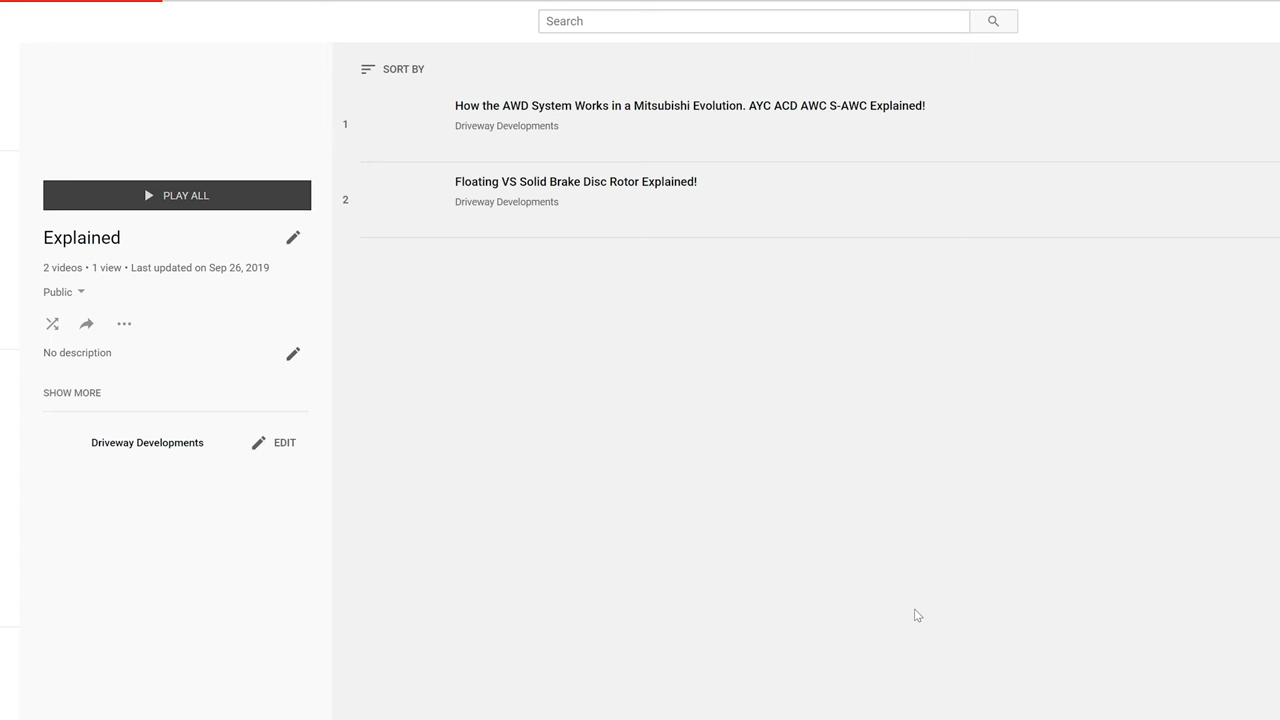 Search
SORT BY
1
How the AWD System Works in a Mitsubishi Evolution. AYC ACD AWC S-AWC Explained!
Driveway Developments
2
Floating VS Solid Brake Disc Rotor Explained!
Driveway Developments
PLAY ALL
Explained
2 videos • 1 view • Last updated on Sep 26, 2019
Public
No description
SHOW MORE
Driveway Developments
EDIT